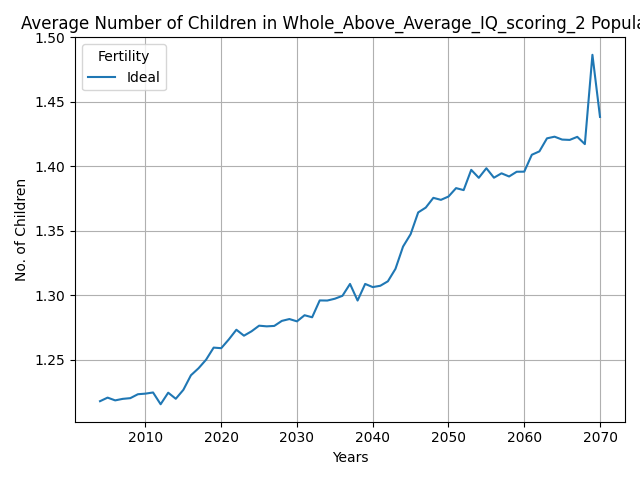 Average Number of Children in Whole_Above_Average_IQ_scoring_2 Popula
Fertility
Ideal
1.50
1.45
1.40
1.35
1.30
1.25
No. of Children
2010 2020 2030 2040 2050 2060 2070
Years